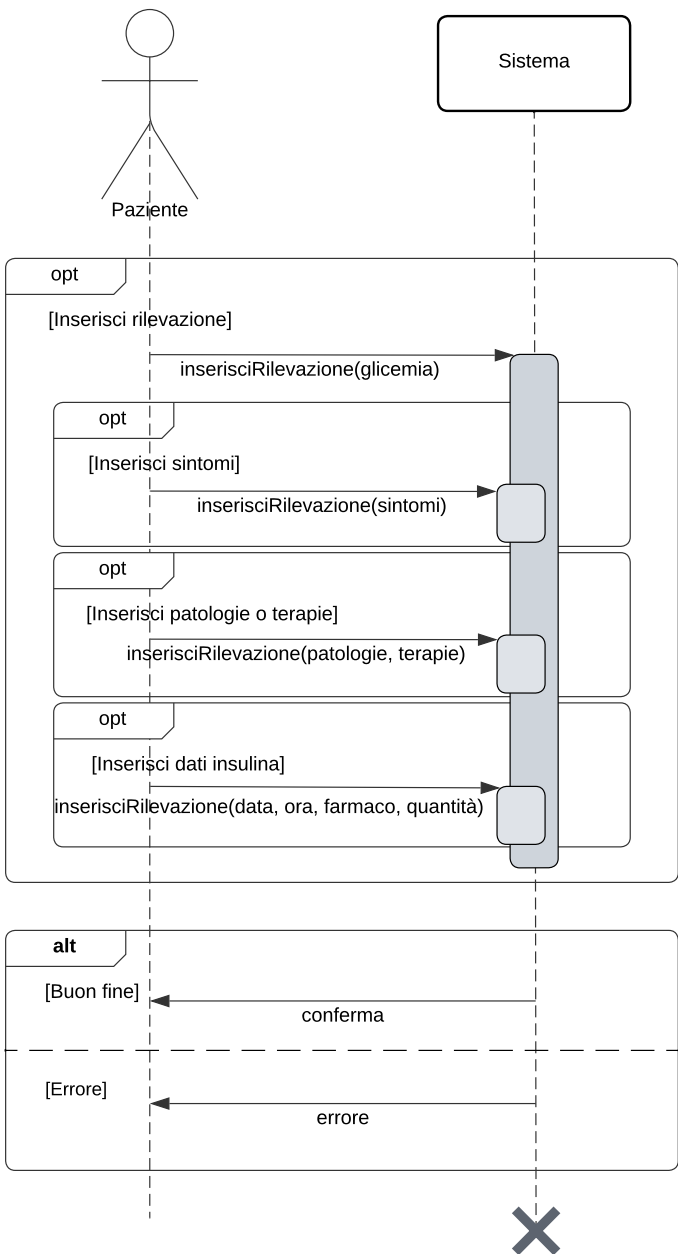 Sistema
Paziente
opt
[Inserisci rilevazione]
inserisciRilevazione(glicemia)
opt
[Inserisci sintomi]
inserisciRilevazione(sintomi)
opt
[Inserisci patologie o terapie]
inserisciRilevazione(patologie, terapie)
opt
[Inserisci dati insulina]
inserisciRilevazione(data, ora, farmaco, quantità)
alt
[Buon fine]
conferma
[Errore]
errore